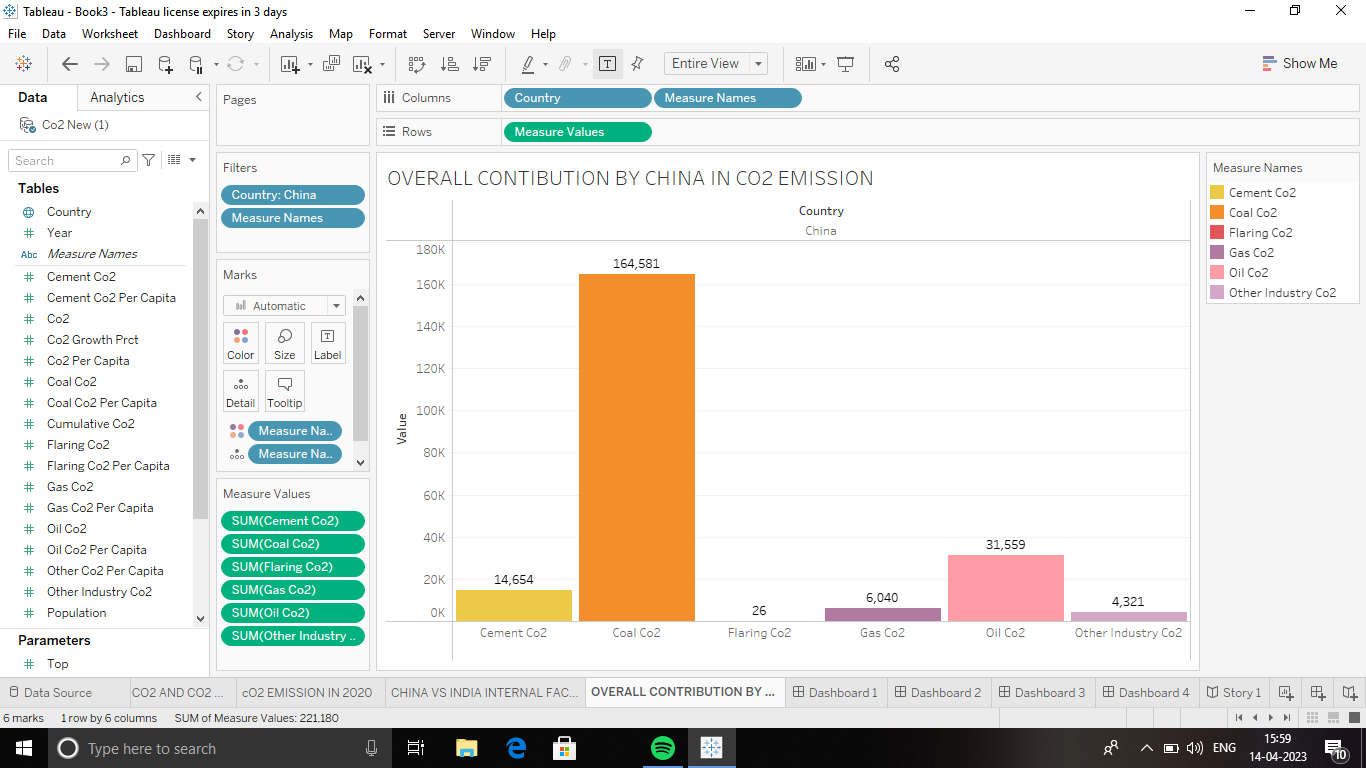 Tableau - Book3 - Tableau license expires in 3 days
File Data Worksheet Dashboard Story Analysis Map Format Server Window Help
Entire View
Show Me
Data Analytics
Co2 New (1)
Search
Tables
Country
Year
Abc Measure Names
Cement Co2
Cement Co2 Per Capita
Co2
Co2 Growth Prct
Co2 Per Capita
Coal Co2
Coal Co2 Per Capita
Cumulative Co2
Flaring Co2
Flaring Co2 Per Capita
Gas Co2
Gas Co2 Per Capita
Oil Co2
Oil Co2 Per Capita
Other Co2 Per Capita
Other Industry Co2
Population
Parameters
Top
Pages
Filters
Country: China
Measure Names
Marks
Automatic
Color Size Label
Detail Tooltip
Measure Na..
Measure Na..
Measure Values
SUM(Cement Co2)
SUM(Coal Co2)
SUM(Flaring Co2)
SUM(Gas Co2)
SUM(Oil Co2)
SUM(Other Industry ..
Columns Country Measure Names
Rows Measure Values
OVERALL CONTIBUTION BY CHINA IN CO2 EMISSION
Country
China
180K
160K
140K
120K
100K
80K
60K
40K
20K
0K
Value
14,654
164,581
26
6,040
31,559
4,321
Cement Co2 Coal Co2 Flaring Co2 Gas Co2 Oil Co2 Other Industry Co2
Measure Names
Cement Co2
Coal Co2
Flaring Co2
Gas Co2
Oil Co2
Other Industry Co2
Data Source CO2 AND CO2 ... cO2 EMISSION IN 2020 CHINA VS INDIA INTERNAL FAC... OVERALL CONTRIBUTION BY ... Dashboard 1 Dashboard 2 Dashboard 3 Dashboard 4 Story 1
6 marks 1 row by 6 columns SUM of Measure Values: 221,180
Type here to search
ENG
15:59
14-04-2023
10